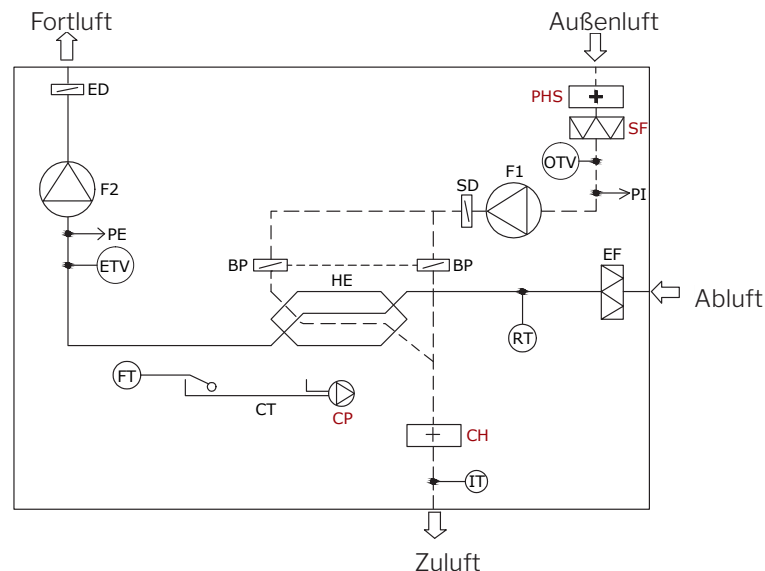 Fortluft
Außenluft
ED
PHS
SF
OTV
F1
SD
F2
PI
PE
ETV
BP
BP
EF
HE
Abluft
RT
FT
CT
CP
CH
IT
Zuluft